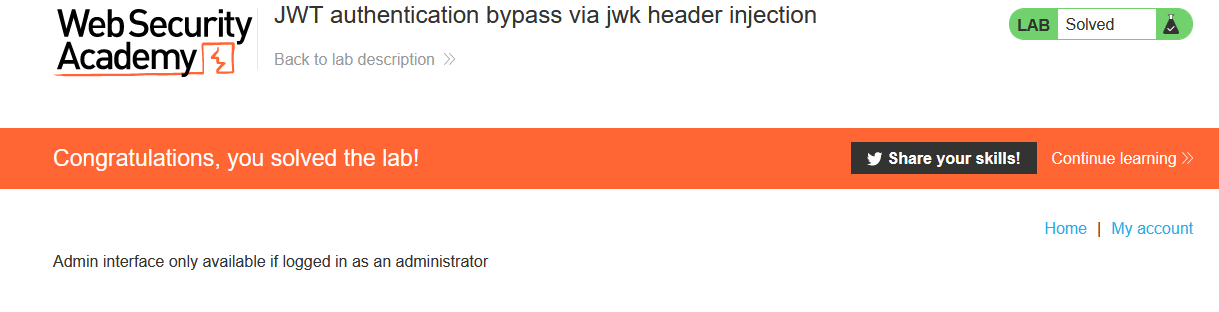 Web Security
Academy
JWT authentication bypass via jwk header injection
Back to lab description
LAB Solved
Congratulations, you solved the lab!
Share your skills!
Continue learning
Home | My account
Admin interface only available if logged in as an administrator